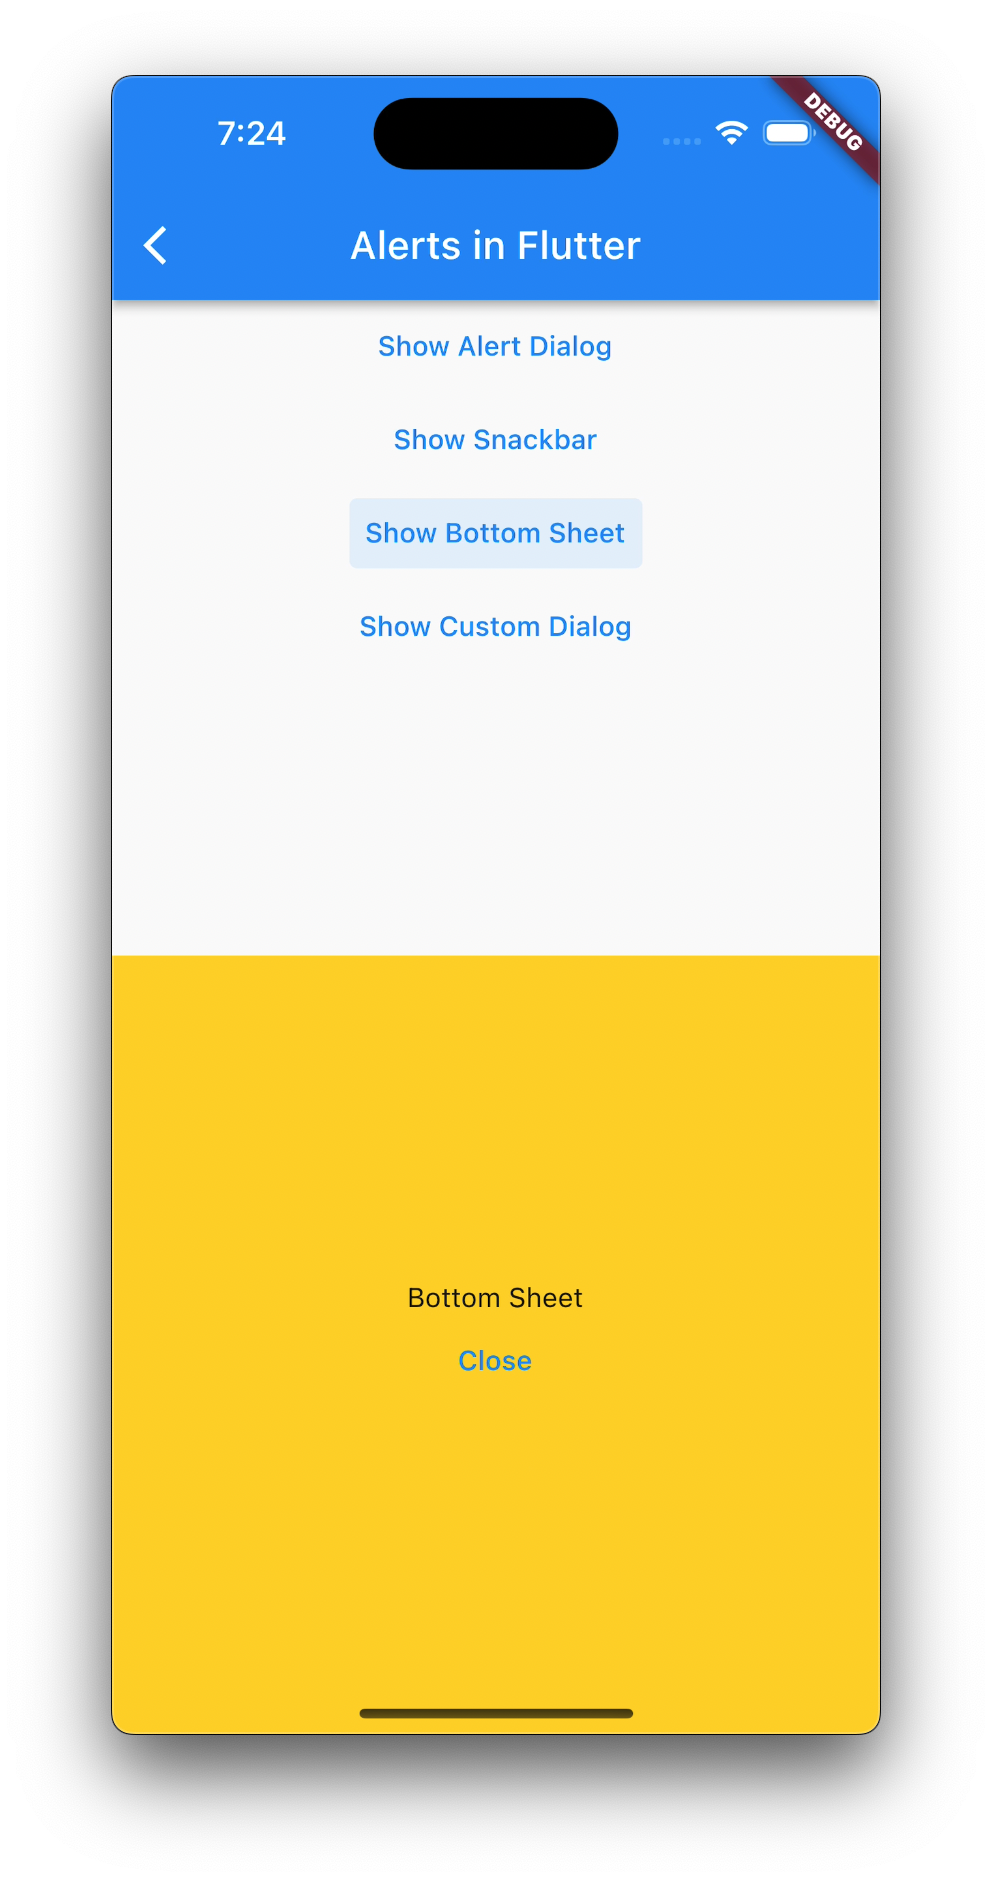 7:24
DEBUG
Alerts in Flutter
Show Alert Dialog
Show Snackbar
Show Bottom Sheet
Show Custom Dialog
Bottom Sheet
Close